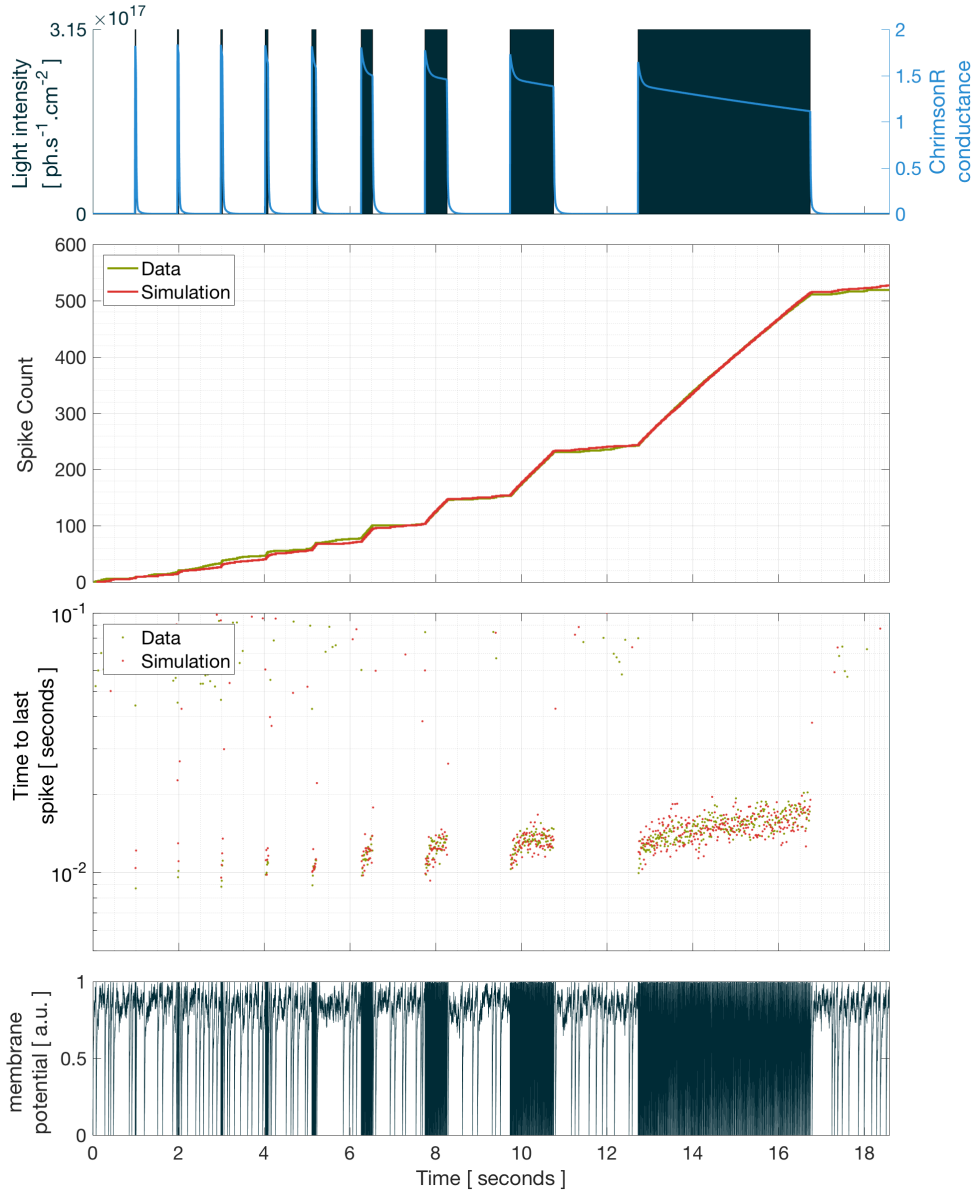 ×10^17
3.15
0
Light intensity
[ ph.s^-1.cm^-2 ]
2
1.5
1
0.5
0
ChrimsonR
conductance
600
500
400
300
200
100
0
Spike Count
Data
Simulation
10^-1
10^-2
Time to last
spike [ seconds ]
Data
Simulation
1
0.5
0
membrane
potential [ a.u. ]
0 2 4 6 8 10 12 14 16 18
Time [ seconds ]